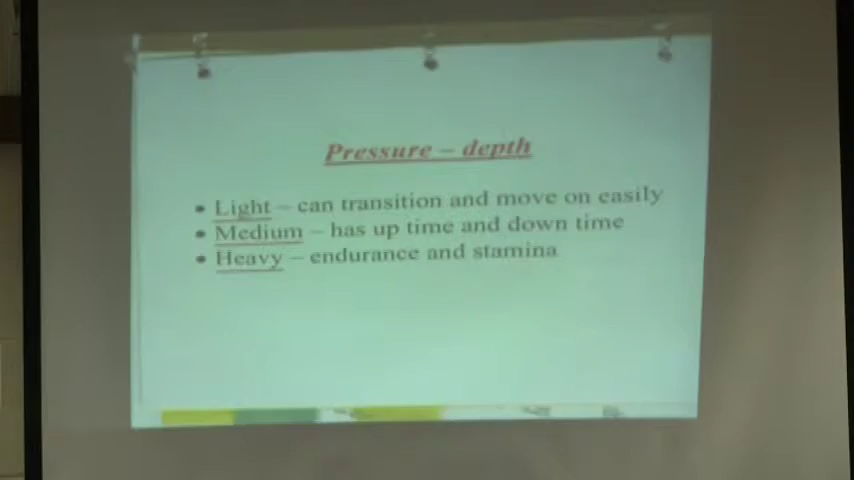 Pressure – depth
• Light – can transition and move on easily
• Medium – has up time and down time
• Heavy – endurance and stamina